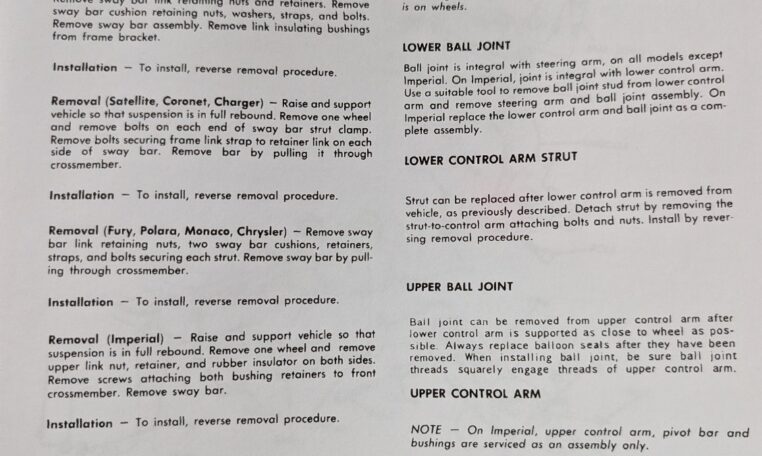 Remove sway bar link retaining nuts and retainers. Remove
sway bar cushion retaining nuts, washers, straps, and bolts.
Remove sway bar assembly. Remove link insulating bushings
from frame bracket.
Installation — To install, reverse removal procedure.
Removal (Satellite, Coronet, Charger) — Raise and support
vehicle so that suspension is in full rebound. Remove one wheel
and remove bolts on each end of sway bar strut clamp.
Remove bolts securing frame link strap to retainer link on each
side of sway bar. Remove bar by pulling it through
crossmember.
Installation — To install, reverse removal procedure.
Removal (Fury, Polara, Monaco, Chrysler) — Remove sway
bar link retaining nuts, two sway bar cushions, retainers,
straps, and bolts securing each strut. Remove sway bar by pull-
ing through crossmember.
Installation — To install, reverse removal procedure.
Removal (Imperial) — Raise and support vehicle so that
suspension is in full rebound. Remove one wheel and remove
upper link nut, retainer, and rubber insulator on both sides.
Remove screws attaching both bushing retainers to front
crossmember. Remove sway bar.
Installation — To install, reverse removal procedure.
is on wheels.
LOWER BALL JOINT
Ball joint is integral with steering arm, on all models except
Imperial. On Imperial, joint is integral with lower control arm.
Use a suitable tool to remove ball joint stud from lower control
arm and remove steering arm and ball joint assembly. On
Imperial replace the lower control arm and ball joint as a com-
plete assembly.
LOWER CONTROL ARM STRUT
Strut can be replaced after lower control arm is removed from
vehicle, as previously described. Detach strut by removing the
strut-to-control arm attaching bolts and nuts. Install by rever-
sing removal procedure.
UPPER BALL JOINT
Ball joint can be removed from upper control arm after
lower control arm is supported as close to wheel as pos-
sible. Always replace balloon seals after they have been
removed. When installing ball joint, be sure ball joint
threads squarely engage threads of upper control arm.
UPPER CONTROL ARM
NOTE — On Imperial, upper control arm, pivot bar and
bushings are serviced as an assembly only.